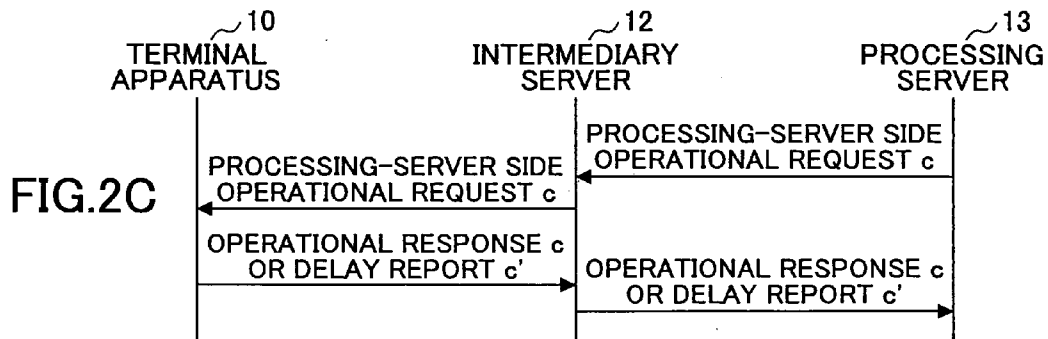 10
TERMINAL
APPARATUS
12
INTERMEDIARY
SERVER
13
PROCESSING
SERVER
PROCESSING-SERVER SIDE
OPERATIONAL REQUEST c
PROCESSING-SERVER SIDE
OPERATIONAL REQUEST c
FIG.2C
OPERATIONAL RESPONSE c
OR DELAY REPORT c'
OPERATIONAL RESPONSE c
OR DELAY REPORT c'